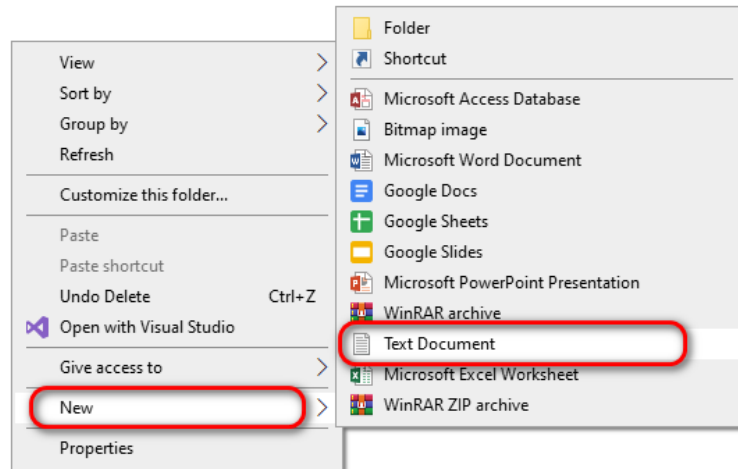 View
Sort by
Group by
Refresh
Customize this folder...
Paste
Paste shortcut
Undo Delete Ctrl+Z
Open with Visual Studio
Give access to
New
Properties
Folder
Shortcut
Microsoft Access Database
Bitmap image
Microsoft Word Document
Google Docs
Google Sheets
Google Slides
Microsoft PowerPoint Presentation
WinRAR archive
Text Document
Microsoft Excel Worksheet
WinRAR ZIP archive